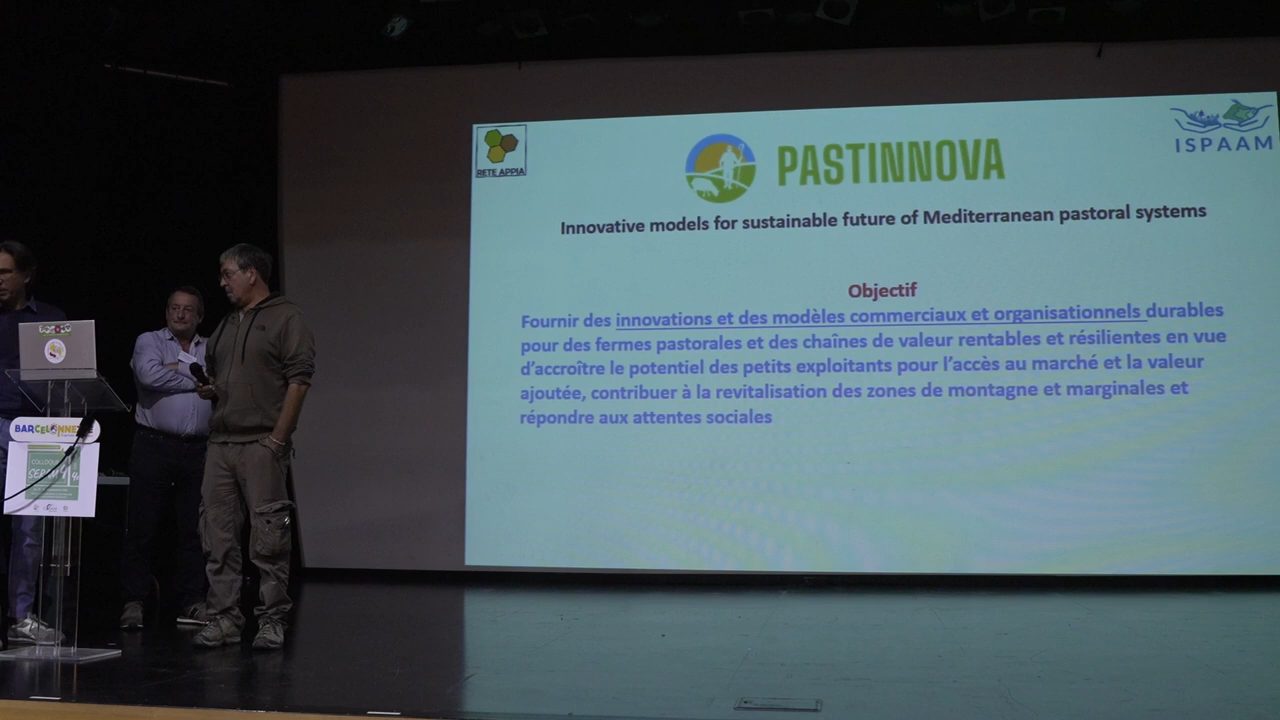 RETE APPIA
PASTINNOVA
ISPAAM
Innovative models for sustainable future of Mediterranean pastoral systems
Objectif
Fournir des innovations et des modèles commerciaux et organisationnels durables
pour des fermes pastorales et des chaînes de valeur rentables et résilientes en vue
d'accroître le potentiel des petits exploitants pour l'accès au marché et la valeur
ajoutée, contribuer à la revitalisation des zones de montagne et marginales et
répondre aux attentes sociales